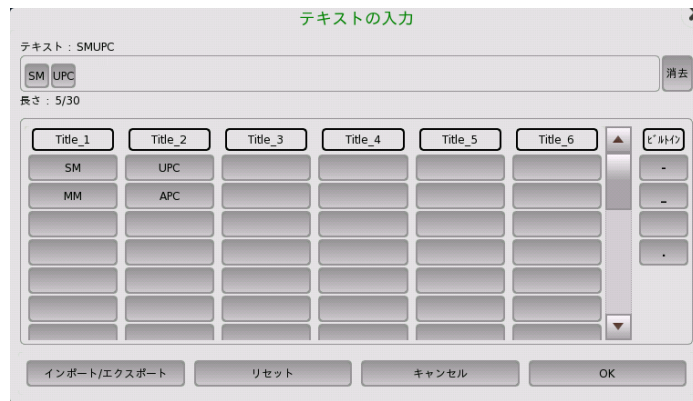 テキストの入力
テキスト : SMUPC
SM UPC 消去
長さ : 5/30
Title_1 Title_2 Title_3 Title_4 Title_5 Title_6 ﾋﾞﾙﾄｲﾝ
SM UPC -
MM APC _
.
インポート/エクスポート リセット キャンセル OK